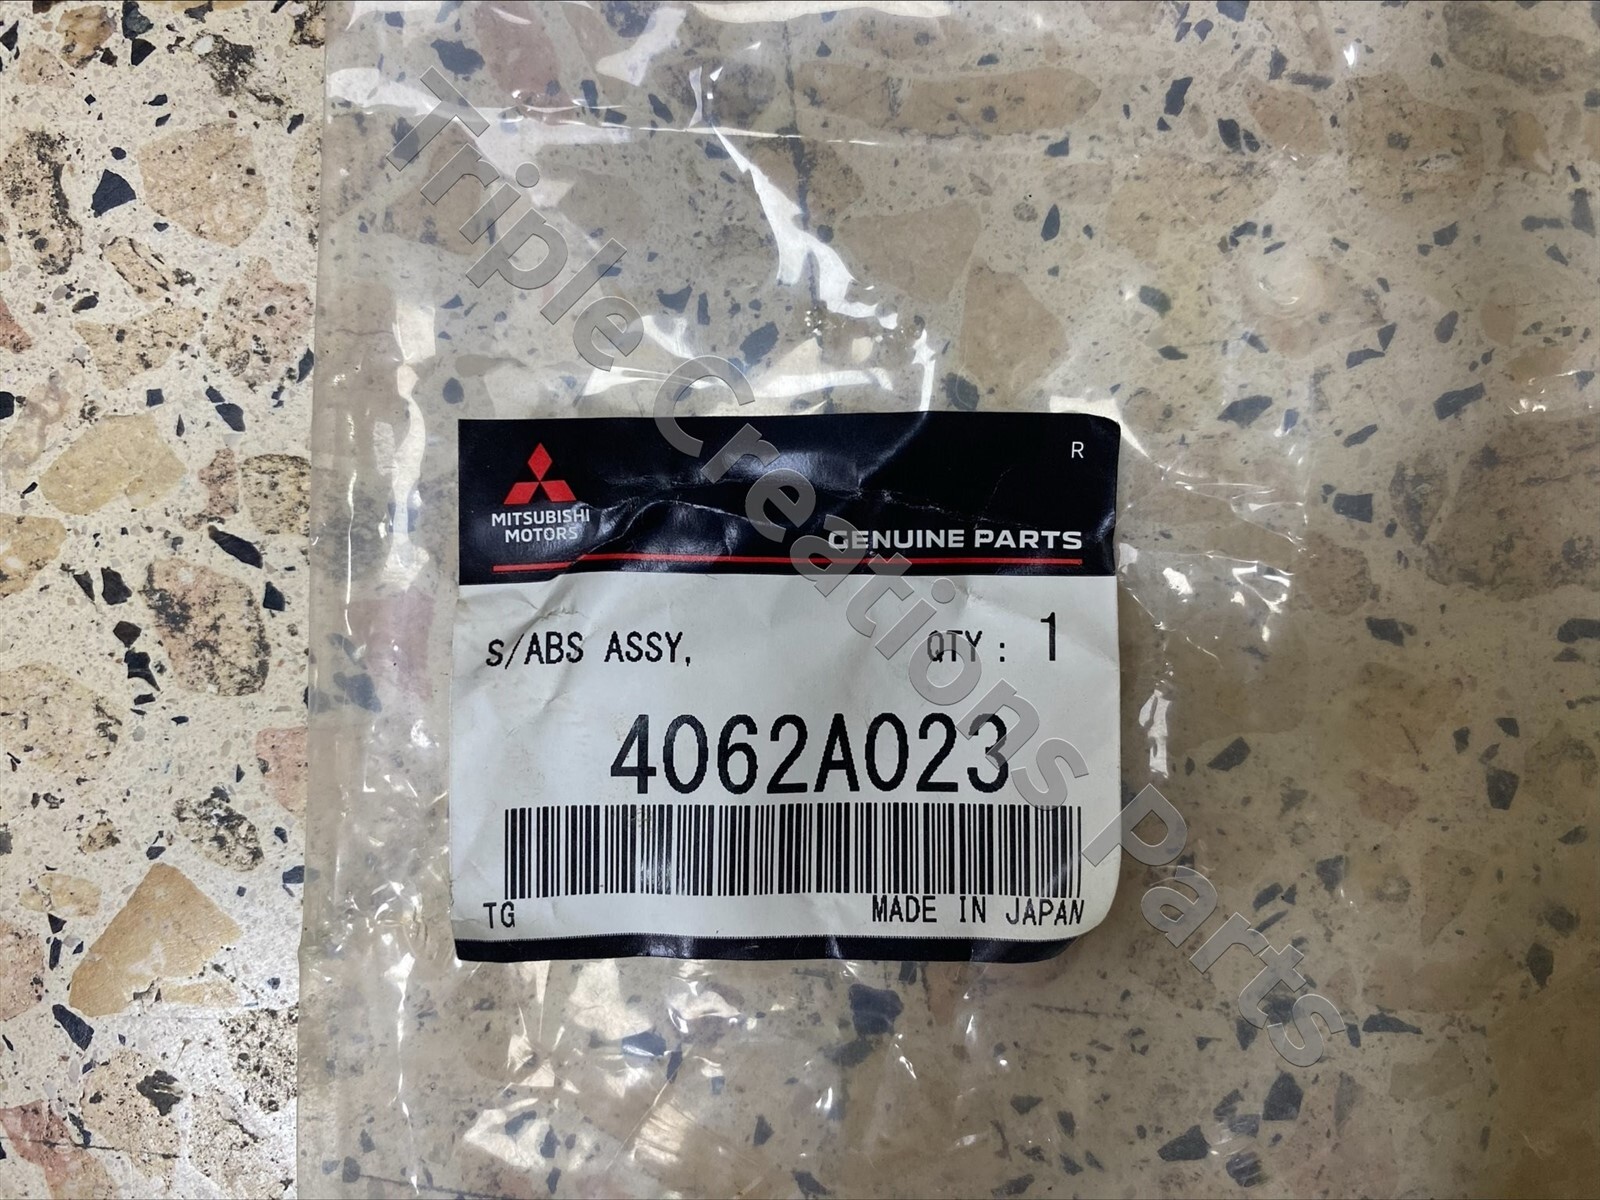 R
MITSUBISHI
MOTORS
GENUINE PARTS
S/ABS ASSY,
QTY : 1
4062A023
TG
MADE IN JAPAN
Triple Creations Parts